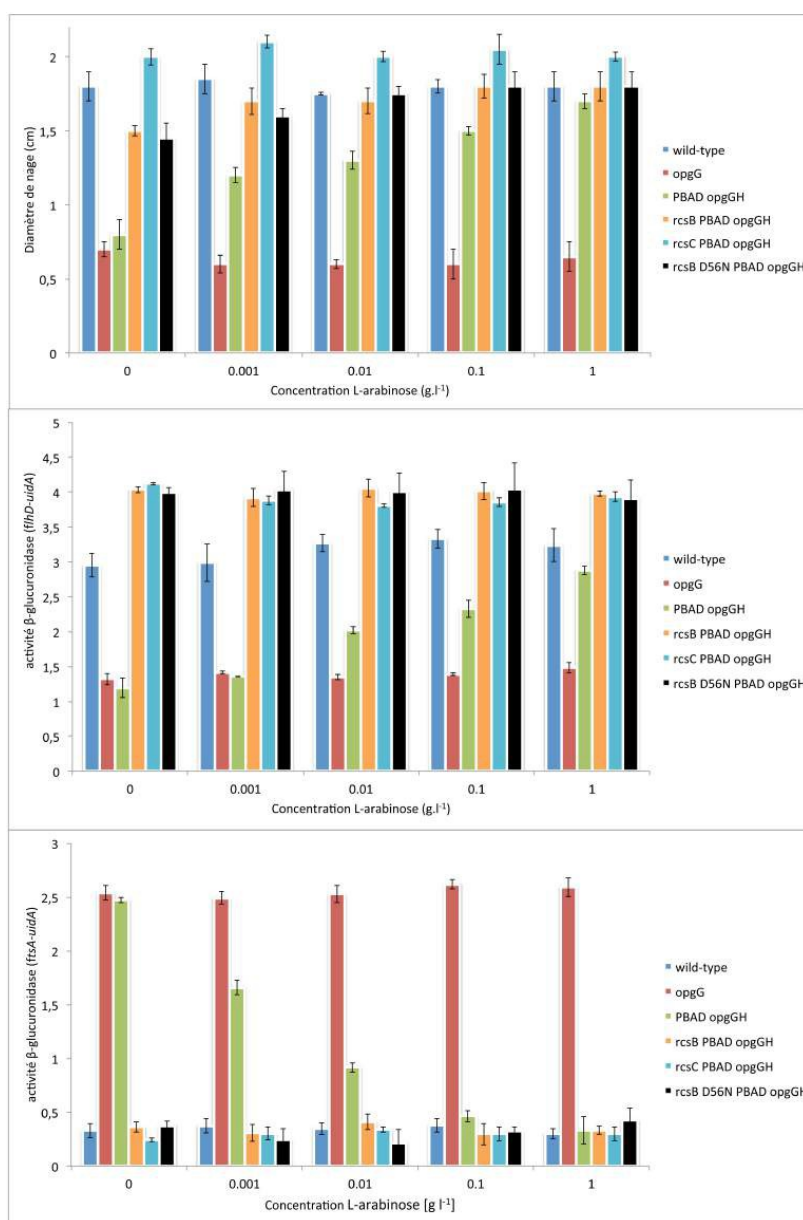 Diamètre de nage (cm)
2
1,5
1
0,5
0
0 0.001 0.01 0.1 1
Concentration L-arabinose (g.l-1)
wild-type
opgG
PBAD opgGH
rcsB PBAD opgGH
rcsC PBAD opgGH
rcsB D56N PBAD opgGH
activité β-glucuronidase (flhD-uidA)
5
4,5
4
3,5
3
2,5
2
1,5
1
0,5
0
0 0.001 0.01 0.1 1
Concentration L-arabinose (g.l-1)
wild-type
opgG
PBAD opgGH
rcsB PBAD opgGH
rcsC PBAD opgGH
rcsB D56N PBAD opgGH
activité β-glucuronidase (ftsA-uidA)
3
2,5
2
1,5
1
0,5
0
0 0.001 0.01 0.1 1
Concentration L-arabinose [g l-1]
wild-type
opgG
PBAD opgGH
rcsB PBAD opgGH
rcsC PBAD opgGH
rcsB D56N PBAD opgGH